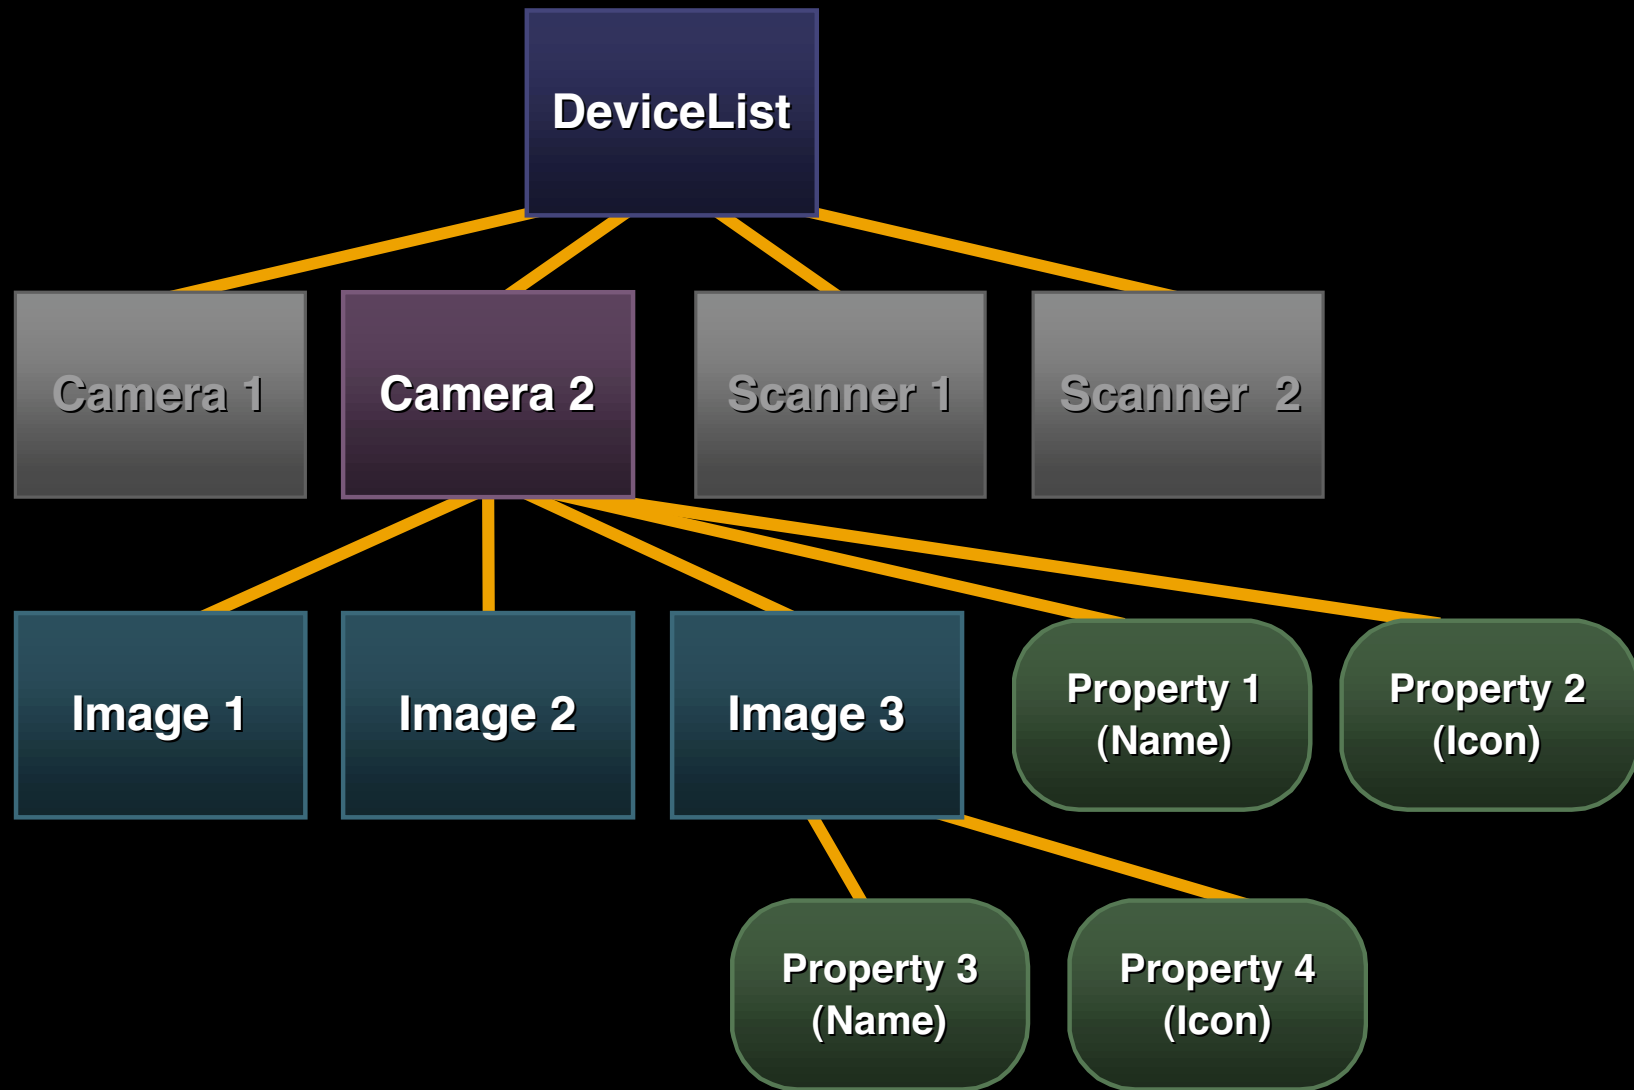 DeviceList
Camera 1
Camera 2
Scanner 1
Scanner 2
Image 1
Image 2
Image 3
Property 1
(Name)
Property 2
(Icon)
Property 3
(Name)
Property 4
(Icon)